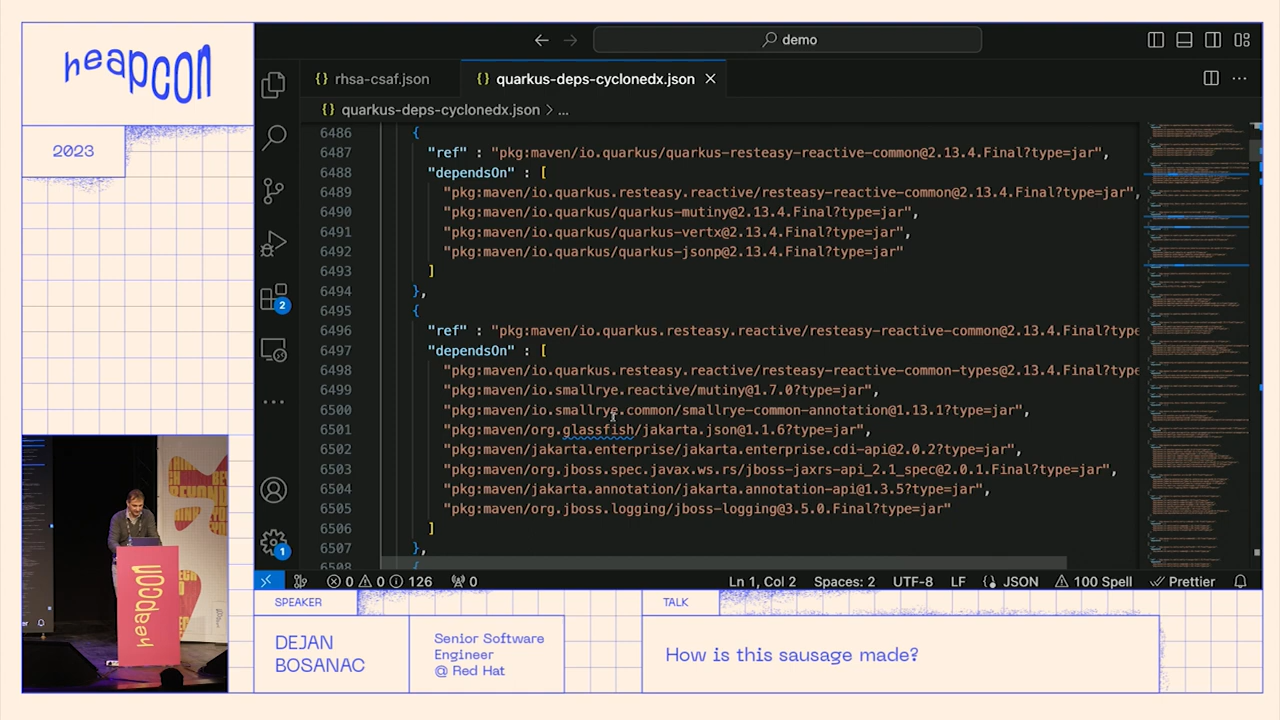 heapcon
2023
demo
{} rhsa-csaf.json
{} quarkus-deps-cyclonedx.json ×
{} quarkus-deps-cyclonedx.json > ...
6486 {
"ref" : "pkg:maven/io.quarkus/quarkus-resteasy-reactive-common@2.13.4.Final?type=jar",
"dependsOn" : [
"pkg:maven/io.quarkus.resteasy.reactive/resteasy-reactive-common@2.13.4.Final?type=jar",
6490 "pkg:maven/io.quarkus/quarkus-mutiny@2.13.4.Final?type=jar",
6491 "pkg:maven/io.quarkus/quarkus-vertx@2.13.4.Final?type=jar",
6492 "pkg:maven/io.quarkus/quarkus-jsonp@2.13.4.Final?type=jar"
6493 ]
6494 },
{
6496 "ref" : "pkg:maven/io.quarkus.resteasy.reactive/resteasy-reactive-common@2.13.4.Final?type
6497 "dependsOn" : [
6498 "pkg:maven/io.quarkus.resteasy.reactive/resteasy-reactive-common-types@2.13.4.Final?type
6499 "pkg:maven/io.smallrye.reactive/mutiny@1.7.0?type=jar",
6500 "pkg:maven/io.smallrye.common/smallrye-common-annotation@1.13.1?type=jar",
6501 "pkg:maven/org.glassfish/jakarta.json@1.1.6?type=jar",
"pkg:maven/jakarta.enterprise/jakarta.enterprise.cdi-api@2.0.2?type=jar",
"pkg:maven/org.jboss.spec.javax.ws.rs/jboss-jaxrs-api_2.1_spec@2.0.1.Final?type=jar",
"pkg:maven/jakarta.annotation/jakarta.annotation-api@1.3.5?type=jar",
"pkg:maven/org.jboss.logging/jboss-logging@3.5.0.Final?type=jar"
6506 ]
6507 },
{
2
1
0 0 126 0
Ln 1, Col 2 Spaces: 2 UTF-8 LF {} JSON 100 Spell Prettier
heapcon
SPEAKER
DEJAN
BOSANAC
Senior Software
Engineer
@ Red Hat
TALK
How is this sausage made?